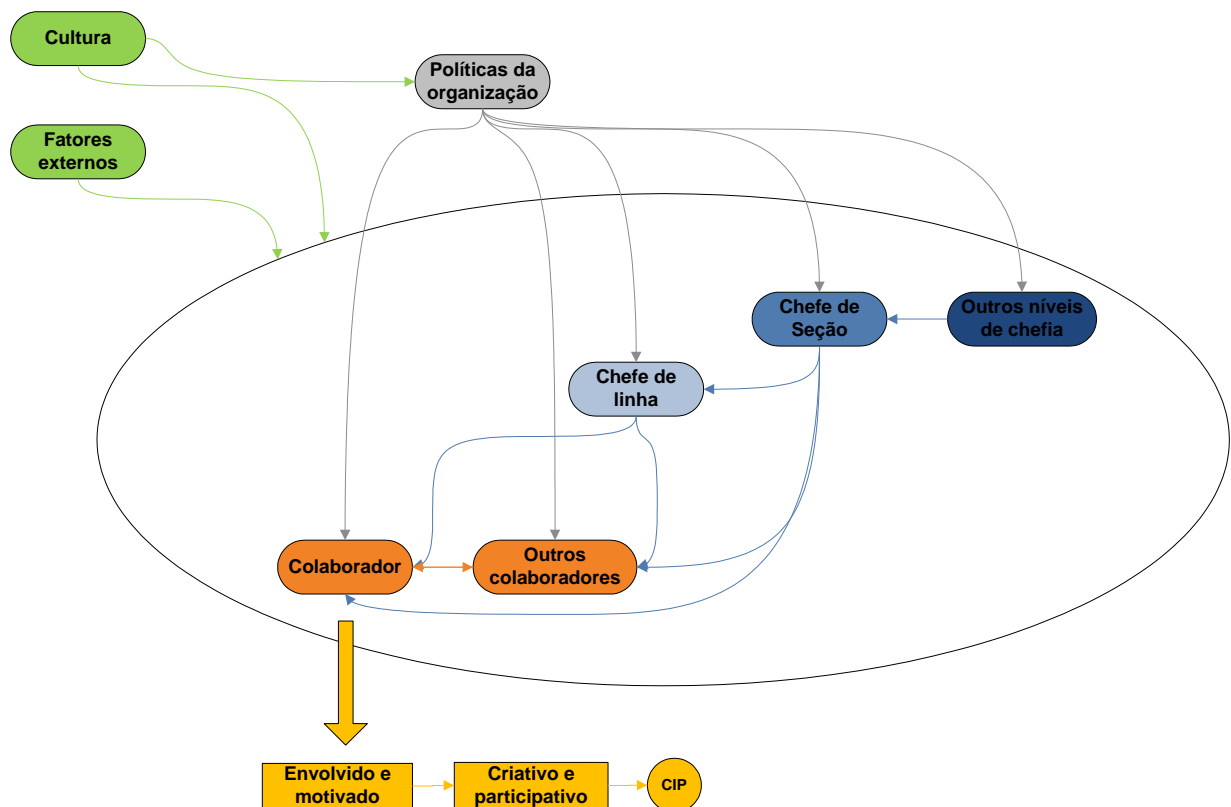 Cultura
Políticas da
organização
Fatores
externos
Chefe de
Seção
Outros níveis
de chefia
Chefe de
linha
Colaborador
Outros
colaboradores
Envolvido e
motivado
Criativo e
participativo
CIP